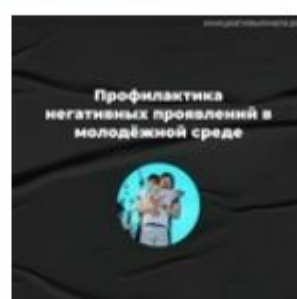 Профилактика
негативных проявлений в
молодёжной среде